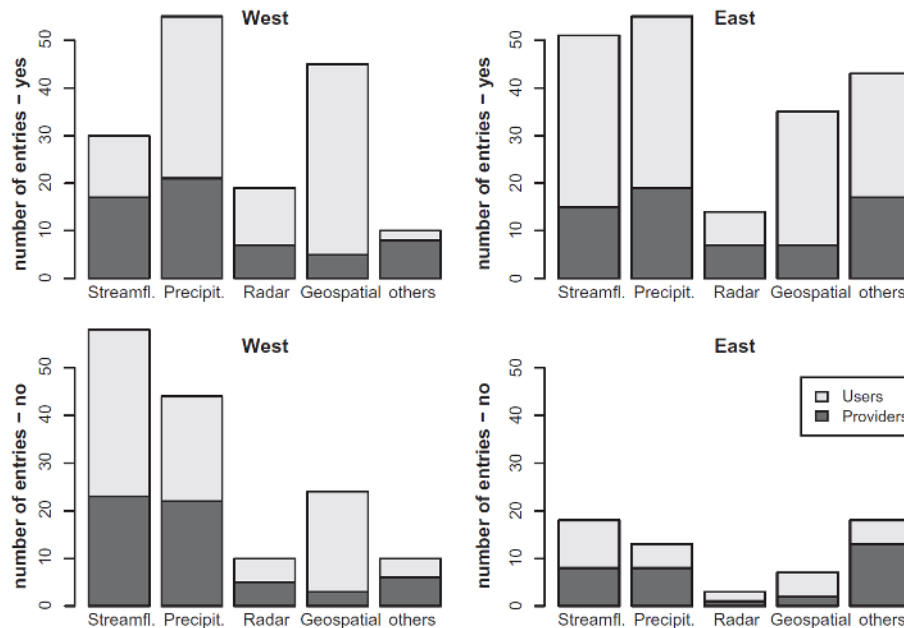 West
number of entries − yes
0 10 20 30 40 50
Streamfl. Precipit. Radar Geospatial others
East
number of entries − yes
0 10 20 30 40 50
Streamfl. Precipit. Radar Geospatial others
West
number of entries − no
0 10 20 30 40 50
Streamfl. Precipit. Radar Geospatial others
East
number of entries − no
0 10 20 30 40 50
Users
Providers
Streamfl. Precipit. Radar Geospatial others